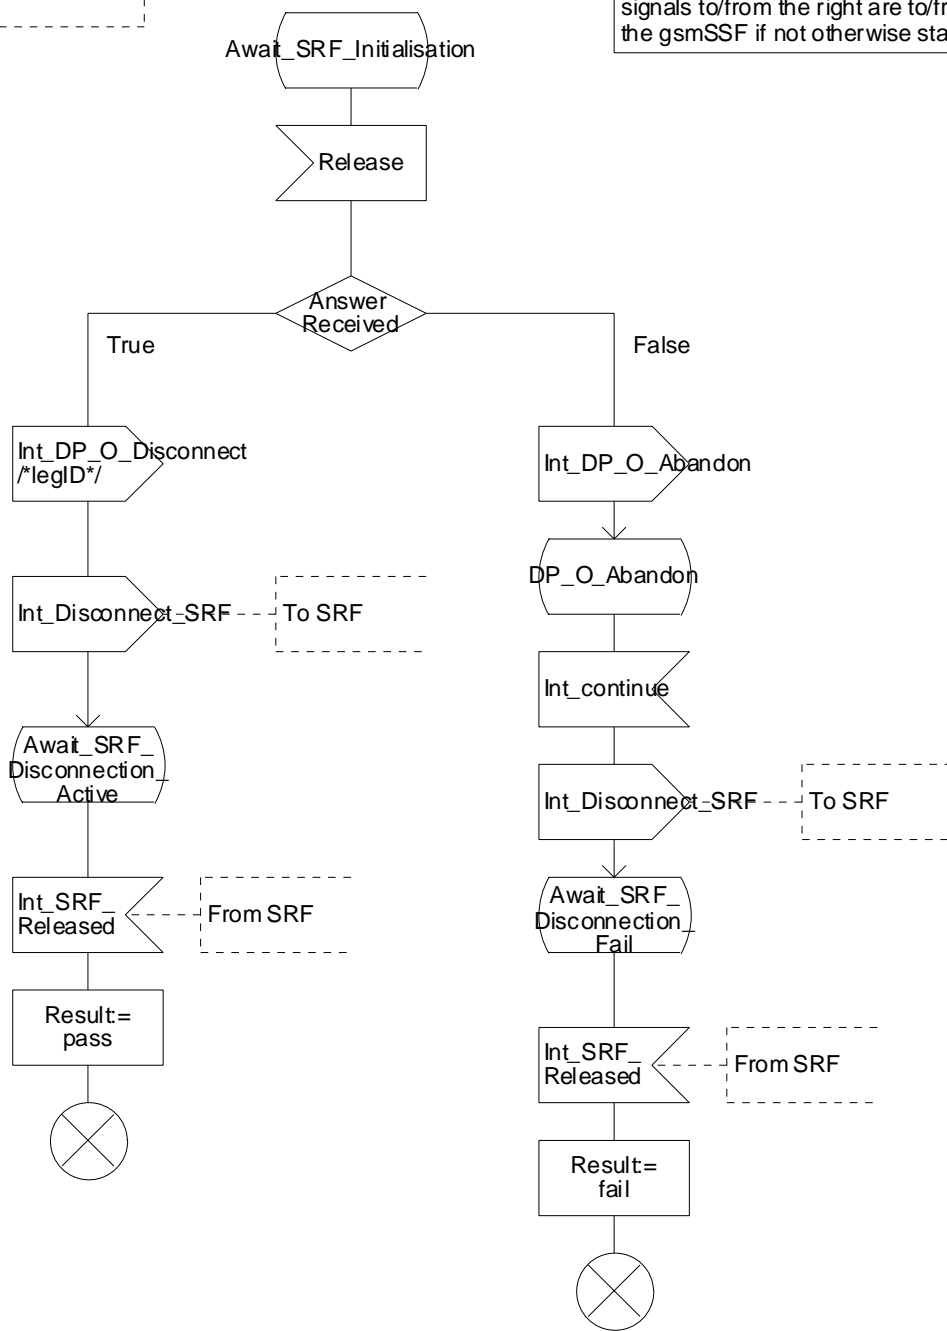 signals to/from the right are to/fr
the gsmSSF if not otherwise sta
Await_SRF_Initialisation
Release
Answer
Received
True
False
Int_DP_O_Disconnect
/*legID*/
Int_DP_O_Abandon
DP_O_Abandon
Int_Disconnect_SRF
To SRF
Int_continue
Await_SRF_
Disconnection_
Active
Int_Disconnect_SRF
To SRF
Int_SRF_
Released
From SRF
Await_SRF_
Disconnection_
Fail
Result:=
pass
Int_SRF_
Released
From SRF
Result:=
fail